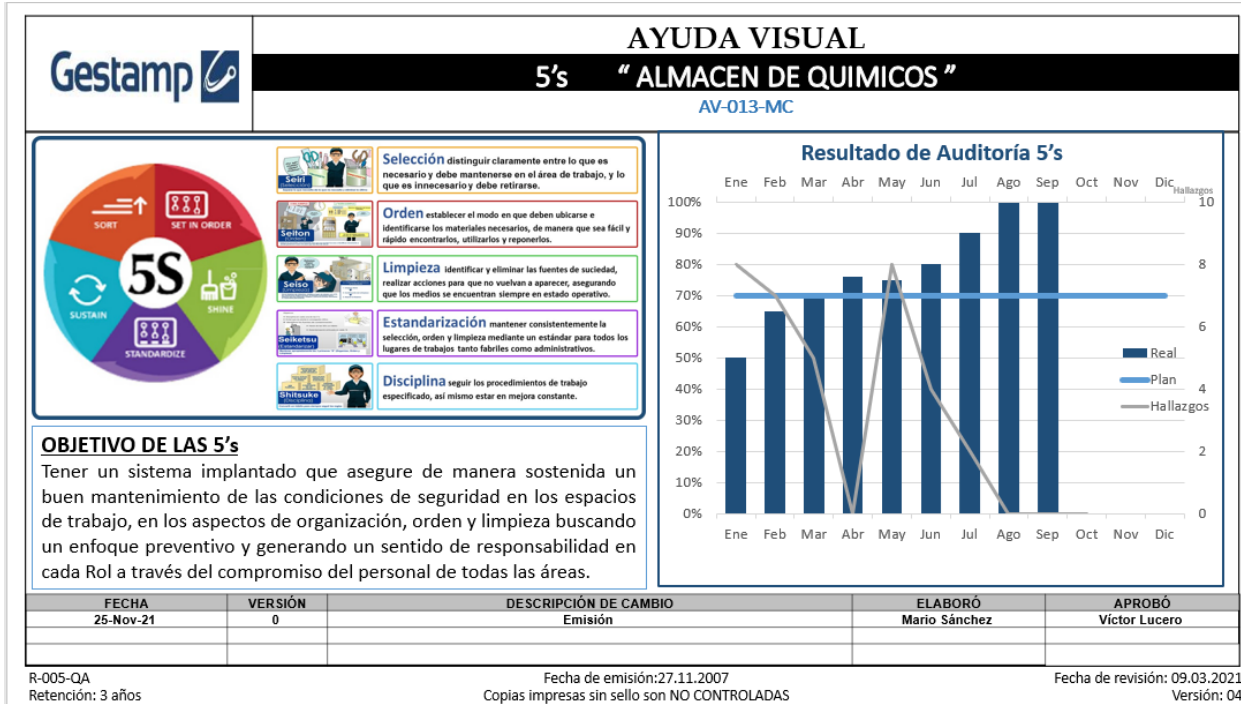 Gestamp
AYUDA VISUAL
5’s “ ALMACEN DE QUIMICOS ”
AV-013-MC
SORT
SET IN ORDER
5S
SUSTAIN
SHINE
STANDARDIZE
Seiri
Selección distinguir claramente entre lo que es
necesario y debe mantenerse en el área de trabajo, y lo
que es innecesario y debe retirarse.
Seiton
Orden establecer el modo en que deben ubicarse e
identificarse los materiales necesarios, de manera que sea fácil y
rápido encontrarlos, utilizarlos y reponerlos.
Seiso
Limpieza identificar y eliminar las fuentes de suciedad,
realizar acciones para que no vuelvan a aparecer, asegurando
que los medios se encuentran siempre en estado operativo.
Seiketsu
(Estandarizar)
Estandarización mantener consistentemente la
selección, orden y limpieza mediante un estándar para todos los
lugares de trabajos tanto fabriles como administrativos.
Shitsuke
(Disciplina)
Disciplina seguir los procedimientos de trabajo
especificado, así mismo estar en mejora constante.
OBJETIVO DE LAS 5’s
Tener un sistema implantado que asegure de manera sostenida un
buen mantenimiento de las condiciones de seguridad en los espacios
de trabajo, en los aspectos de organización, orden y limpieza buscando
un enfoque preventivo y generando un sentido de responsabilidad en
cada Rol a través del compromiso del personal de todas las áreas.
Resultado de Auditoría 5’s
Ene Feb Mar Abr May Jun Jul Ago Sep Oct Nov Dic
Hallazgos
100% 10
90%
80% 8
70%
60% 6
50%
40% 4
30%
20% 2
10%
0% 0
Real
Plan
Hallazgos
Ene Feb Mar Abr May Jun Jul Ago Sep Oct Nov Dic
FECHA VERSIÓN DESCRIPCIÓN DE CAMBIO ELABORÓ APROBÓ
25-Nov-21 0 Emisión Mario Sánchez Víctor Lucero
R-005-QA Fecha de emisión:27.11.2007 Fecha de revisión: 09.03.2021
Retención: 3 años Copias impresas sin sello son NO CONTROLADAS Versión: 04